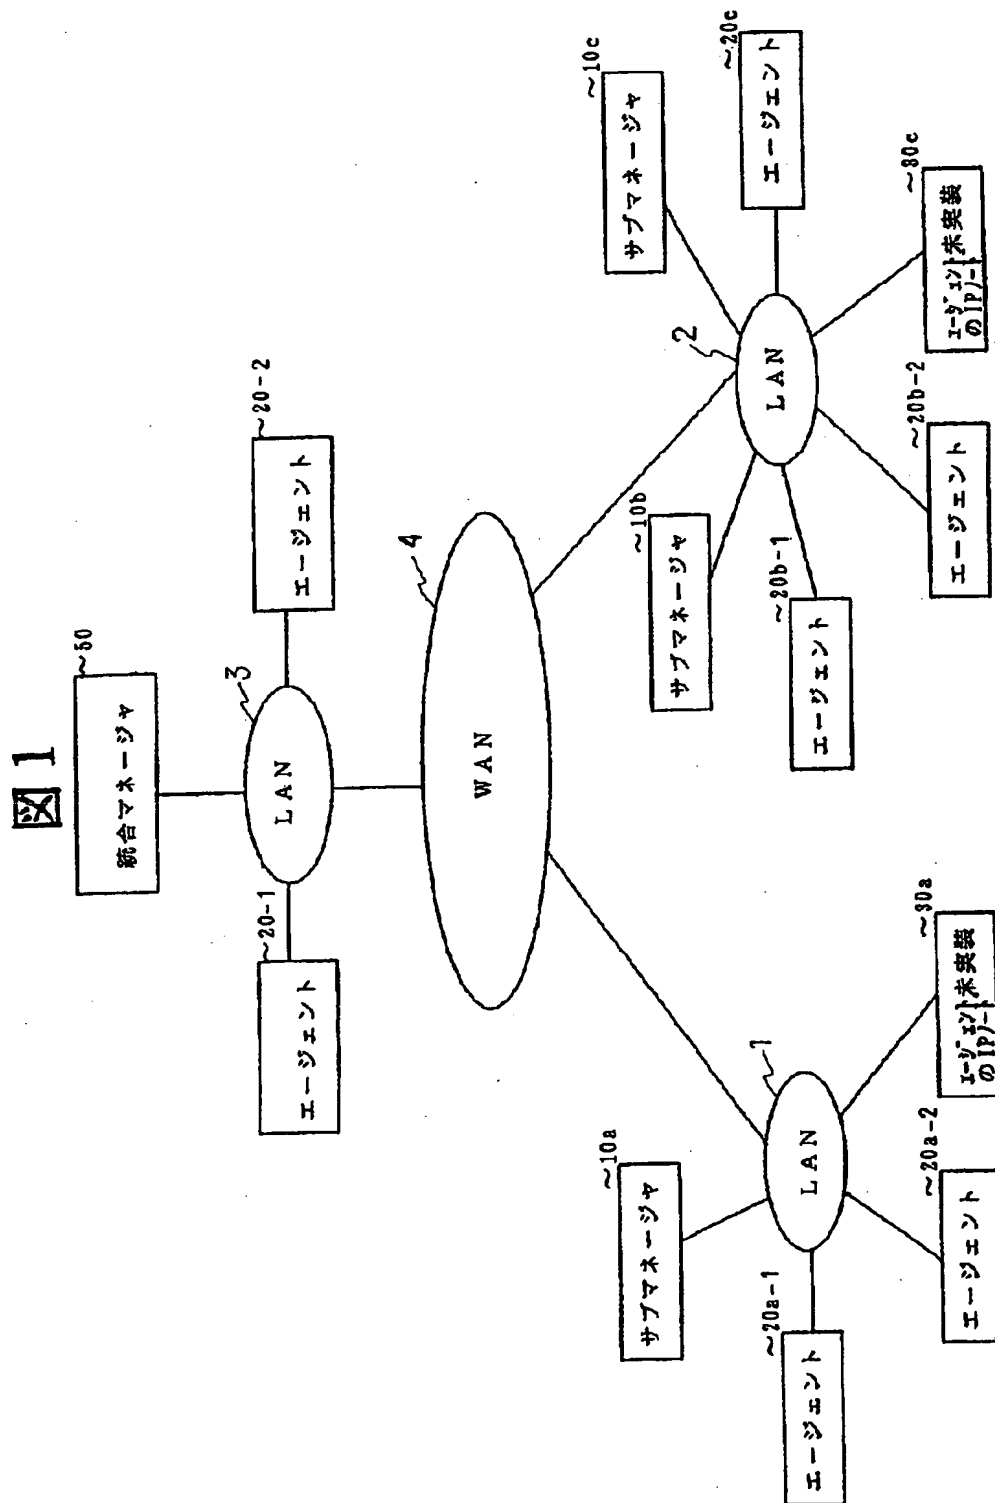 図1
統合マネージャ
~50
LAN
3
エージェント
~20-1
エージェント
~20-2
WAN
4
サブマネージャ
~10a
LAN
1
エージェント
~20a-1
エージェント
~20a-2
エージェント未実装
のIPノード
~30a
サブマネージャ
~10b
サブマネージャ
~10c
LAN
2
エージェント
~20b-1
エージェント
~20b-2
エージェント
~20c
エージェント未実装
のIPノード
~30c